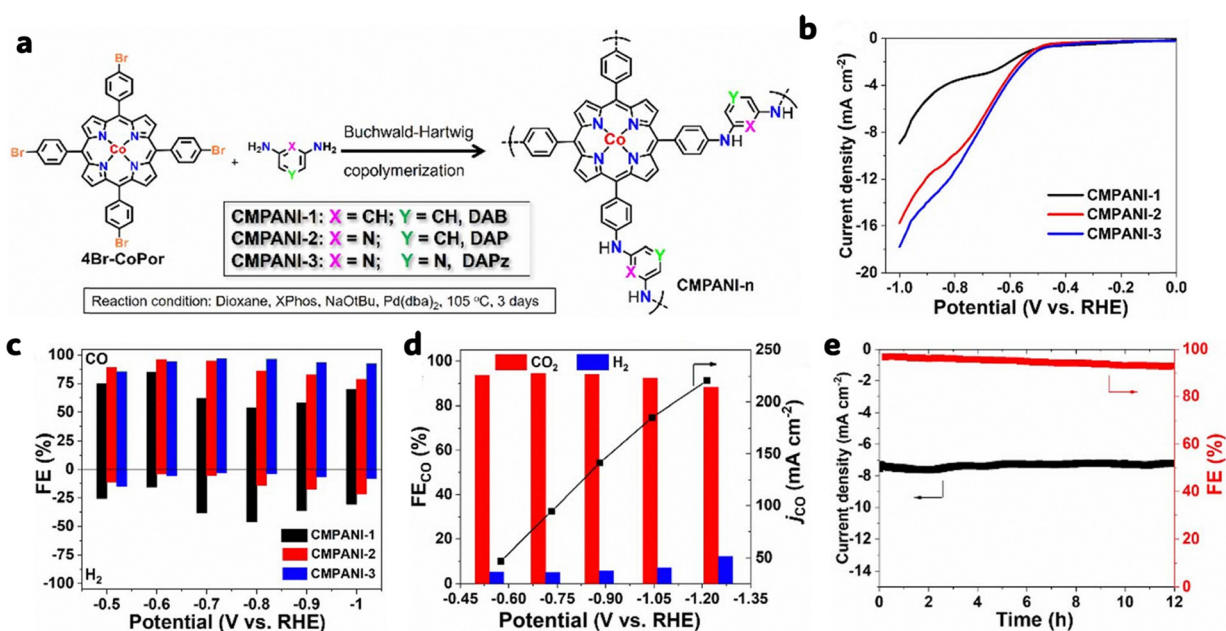 a
Br
Br
Br
Br
N
N
N
N
Co
4Br-CoPor
+
H₂N
X
NH₂
Y
Buchwald-Hartwig
copolymerization
CMPANI-1: X = CH; Y = CH, DAB
CMPANI-2: X = N; Y = CH, DAP
CMPANI-3: X = N; Y = N, DAPz
Reaction condition: Dioxane, XPhos, NaOtBu, Pd(dba)₂, 105 °C, 3 days
N
N
N
N
Co
Y
X
N
H
N
H
HN
Y
X
HN
CMPANI-n
b
Current density (mA cm⁻²)
0
-4
-8
-12
-16
-20
-1.0
-0.8
-0.6
-0.4
-0.2
0.0
Potential (V vs. RHE)
CMPANI-1
CMPANI-2
CMPANI-3
c
FE (%)
100
75
50
25
0
-25
-50
-75
-100
CO
H₂
CMPANI-1
CMPANI-2
CMPANI-3
-0.5
-0.6
-0.7
-0.8
-0.9
-1
Potential (V vs. RHE)
d
FE_CO (%)
100
80
60
40
20
0
CO₂
H₂
250
200
150
100
50
j_CO (mA cm⁻²)
-0.45
-0.60
-0.75
-0.90
-1.05
-1.20
-1.35
Potential (V vs. RHE)
e
Current density (mA cm⁻²)
0
-2
-4
-6
-8
-10
-12
-14
100
80
60
40
20
0
FE (%)
0
2
4
6
8
10
12
Time (h)